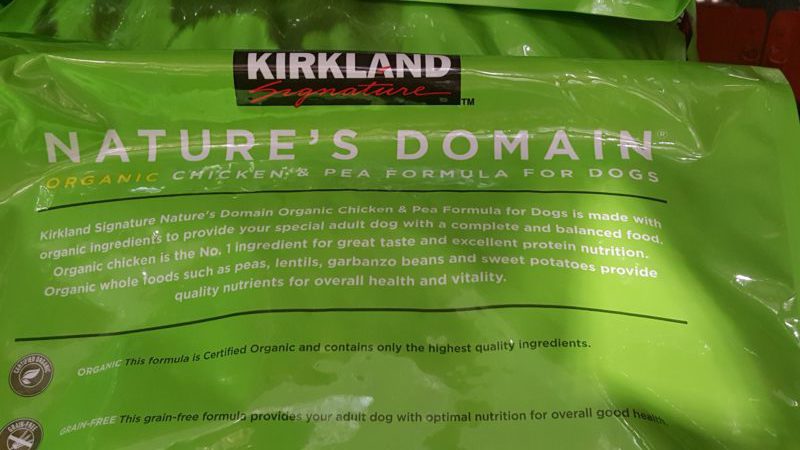 KIRKLAND
Signature™
NATURE'S DOMAIN®
ORGANIC CHICKEN & PEA FORMULA FOR DOGS
Kirkland Signature Nature's Domain Organic Chicken & Pea Formula for Dogs is made with
organic ingredients to provide your special adult dog with a complete and balanced food.
Organic chicken is the No. 1 ingredient for great taste and excellent protein nutrition.
Organic whole foods such as peas, lentils, garbanzo beans and sweet potatoes provide
quality nutrients for overall health and vitality.
CERTIFIED ORGANIC
ORGANIC This formula is Certified Organic and contains only the highest quality ingredients.
GRAIN-FREE
GRAIN-FREE This grain-free formula provides your adult dog with optimal nutrition for overall good health.